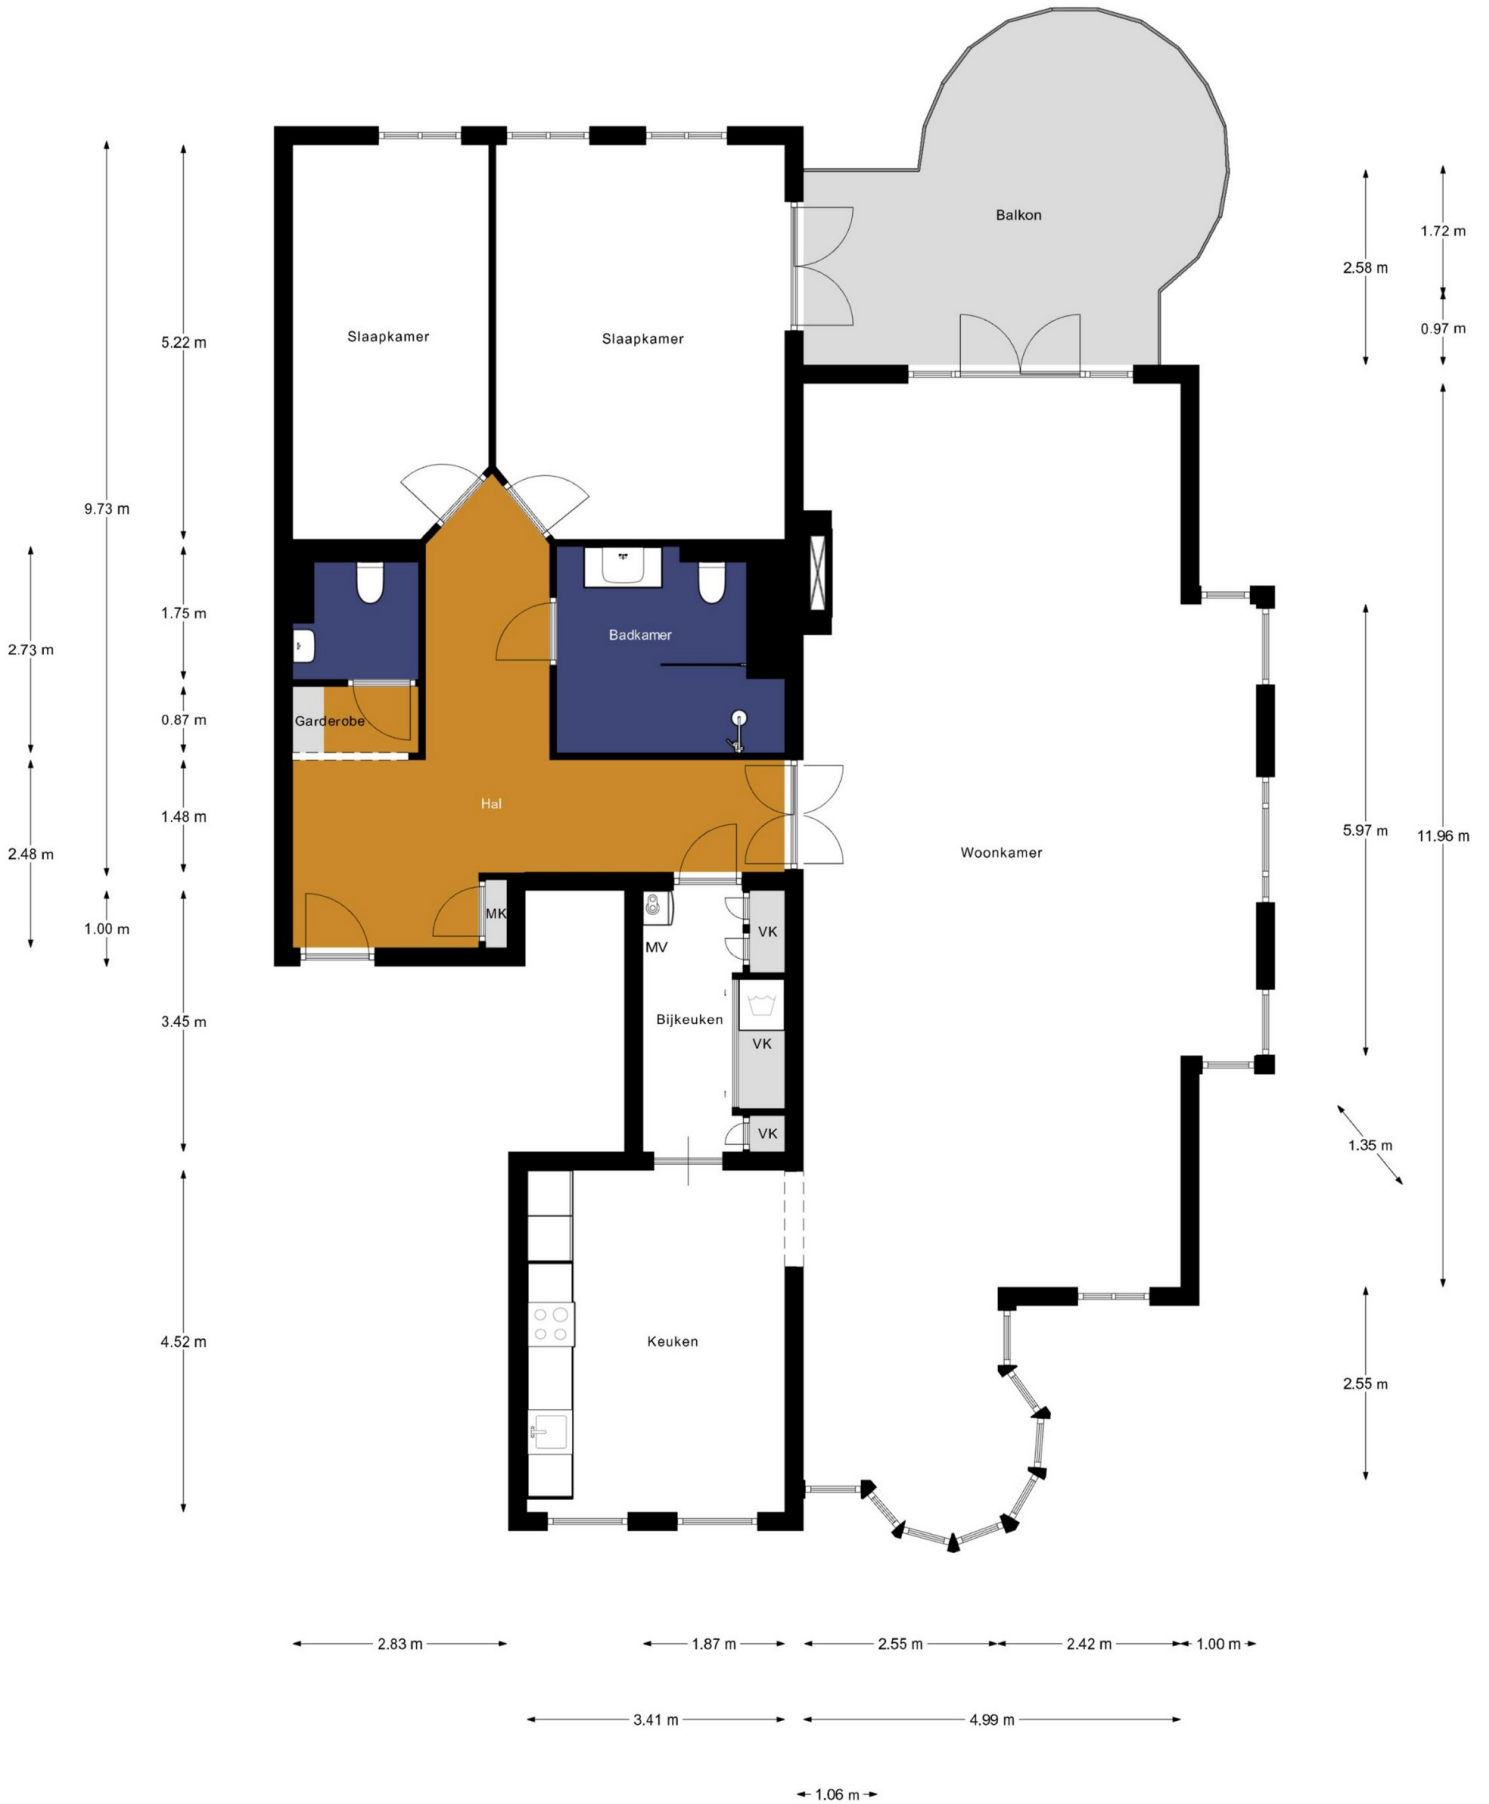 Balkon
1.72 m
2.58 m
0.97 m
Slaapkamer
Slaapkamer
5.22 m
9.73 m
1.75 m
Badkamer
2.73 m
0.87 m
Garderobe
Hal
1.48 m
2.48 m
Woonkamer
5.97 m
11.96 m
MK
1.00 m
VK
MV
3.45 m
Bijkeuken
VK
VK
1.35 m
4.52 m
Keuken
2.55 m
2.83 m
1.87 m
2.55 m
2.42 m
1.00 m
3.41 m
4.99 m
1.06 m